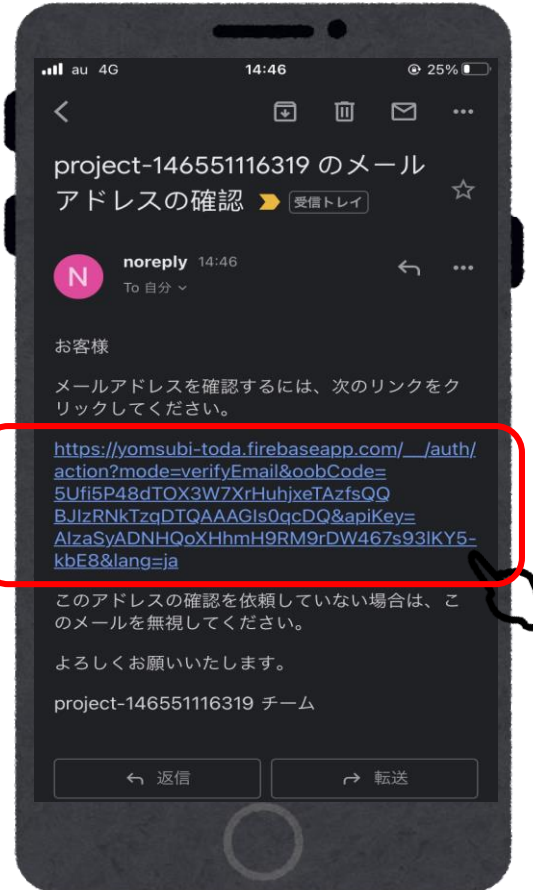 au 4G 14:46 25%
project-146551116319 のメール
アドレスの確認 受信トレイ
N noreply 14:46
To 自分
お客様
メールアドレスを確認するには、次のリンクをク
リックしてください。
https://yomsubi-toda.firebaseapp.com/__/auth/
action?mode=verifyEmail&oobCode=
5Ufi5P48dTOX3W7XrHuhjxeTAzfsQQ
BJIzRNkTzqDTQAAAGIs0qcDQ&apiKey=
AIzaSyADNHQoXHhmH9RM9rDW467s93lKY5-
kbE8&lang=ja
このアドレスの確認を依頼していない場合は、こ
のメールを無視してください。
よろしくお願いいたします。
project-146551116319 チーム
返信 転送